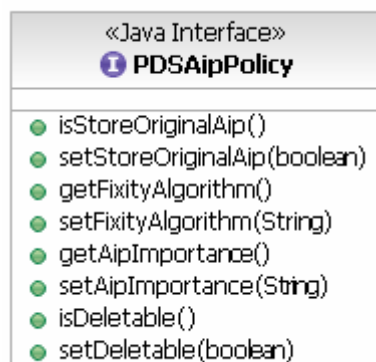 «Java Interface»
I PDSAipPolicy
isStoreOriginalAip()
setStoreOriginalAip(boolean)
getFixityAlgorithm()
setFixityAlgorithm(String)
getAipImportance()
setAipImportance(String)
isDeletable()
setDeletable(boolean)